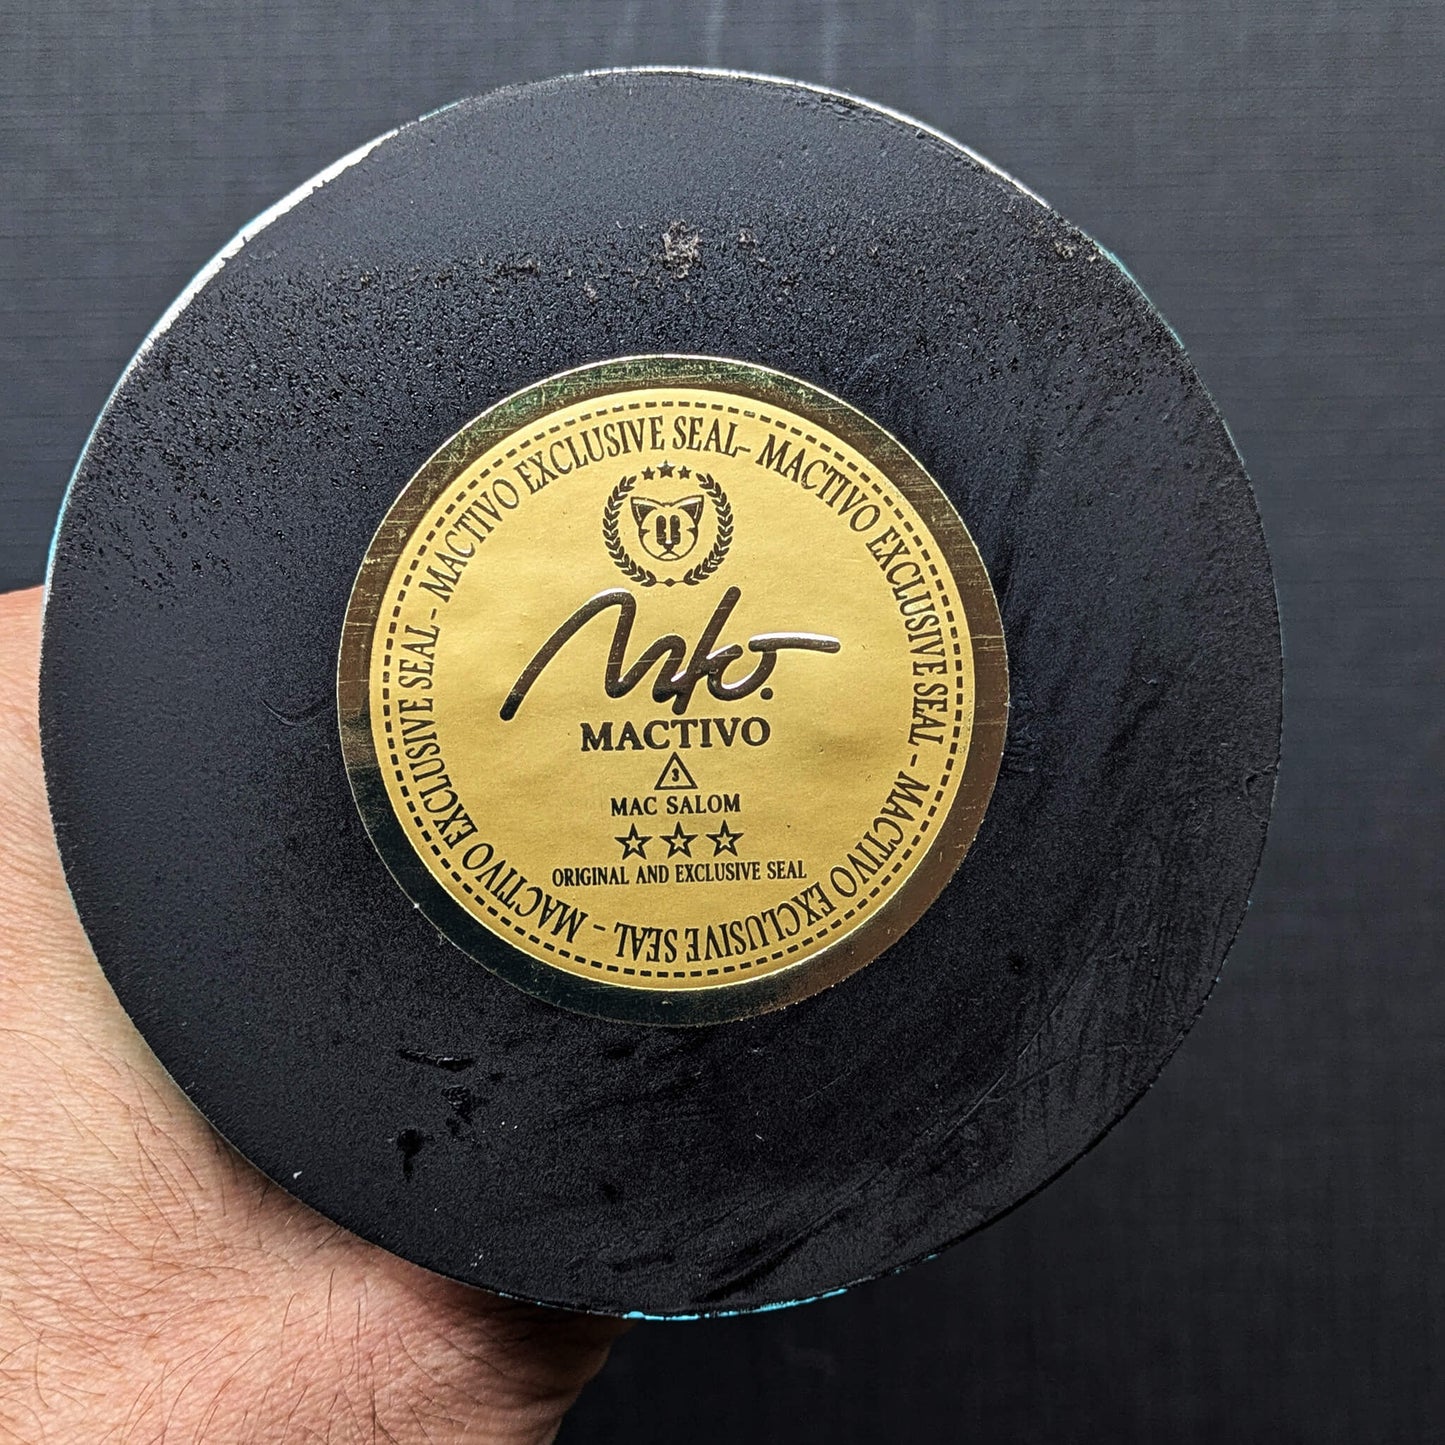 MACTIVO EXCLUSIVE SEAL - MACTIVO EXCLUSIVE SEAL - MACTIVO EXCLUSIVE SEAL - MACTIVO EXCLUSIVE SEAL -
MACTIVO
3
MAC SALOM
ORIGINAL AND EXCLUSIVE SEAL